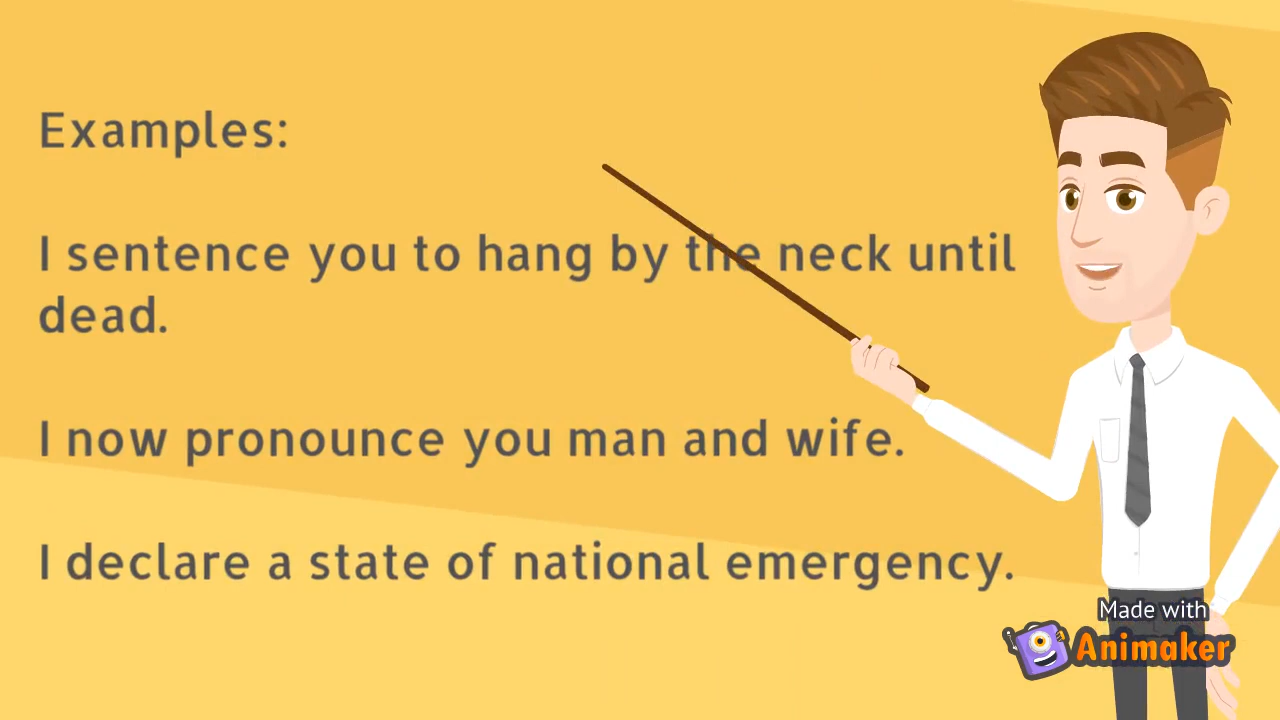 Examples:
I sentence you to hang by the neck until
dead.
I now pronounce you man and wife.
I declare a state of national emergency.
Made with
Animaker